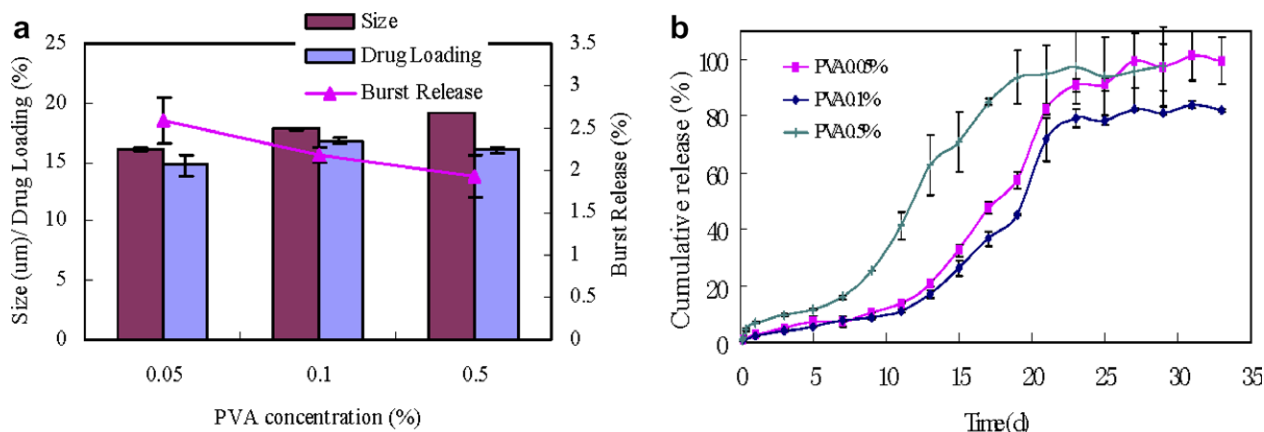 a
Size
Drug Loading
Burst Release
Size (um)/ Drug Loading (%)
25
20
15
10
5
0
3.5
3
2.5
2
1.5
1
0.5
0
Burst Release (%)
0.05
0.1
0.5
PVA concentration (%)
b
Cumulative release (%)
100
80
60
40
20
0
PVA0.05%
PVA0.1%
PVA0.5%
0
5
10
15
20
25
30
35
Time(d)